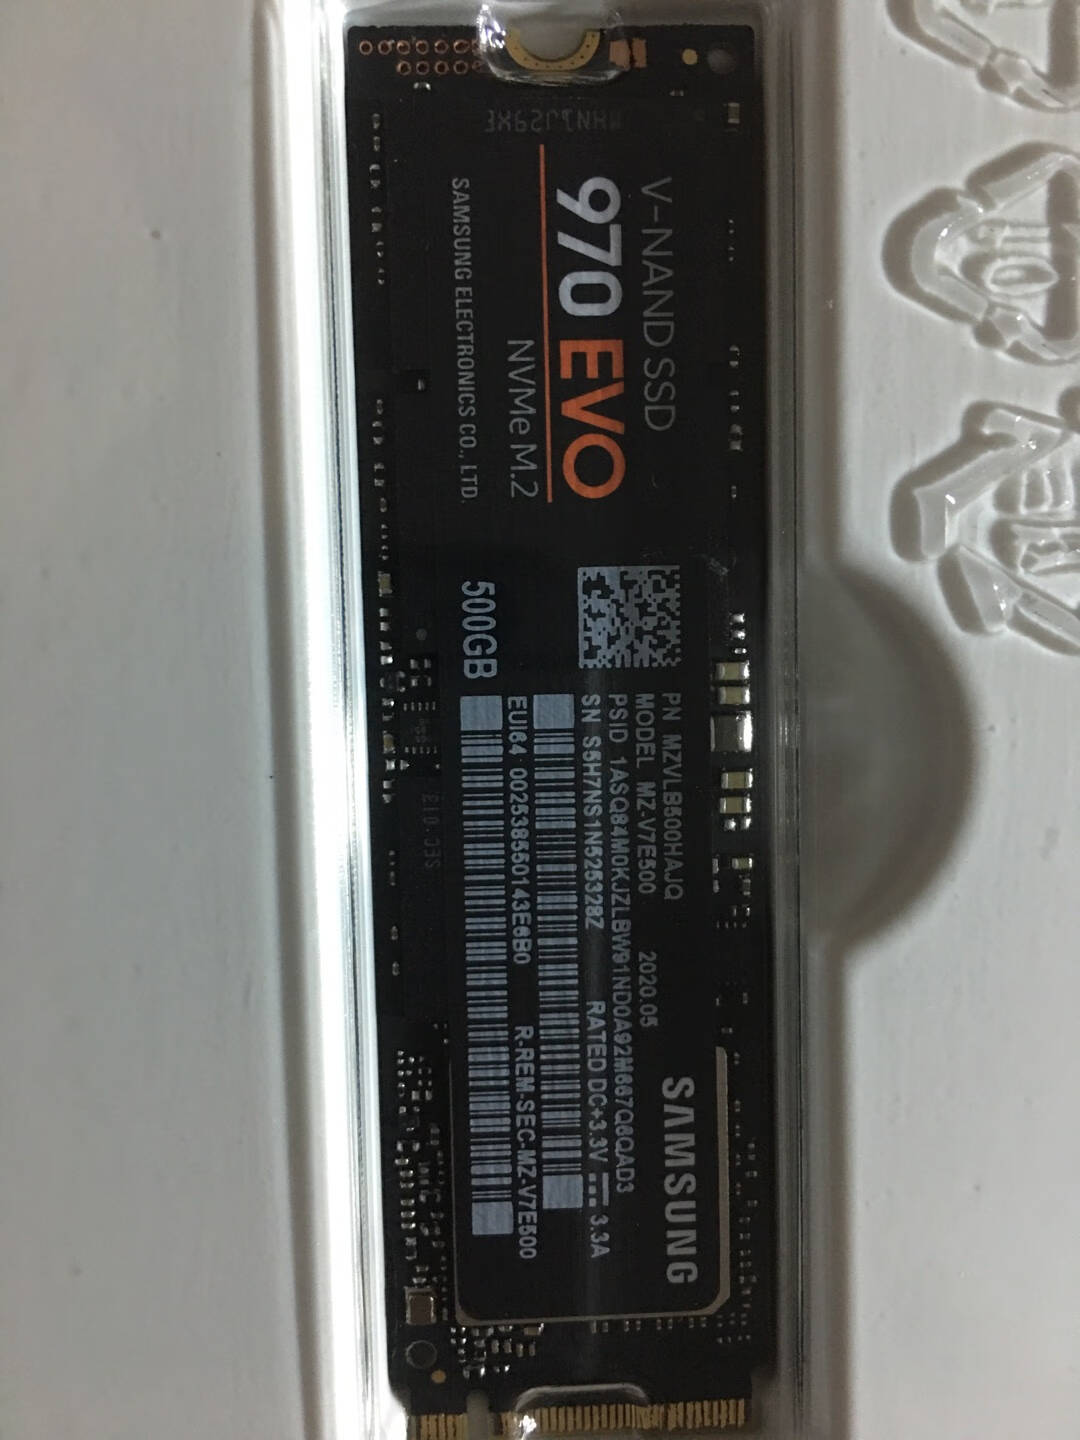 V-NAND SSD
970 EVO
NVMe M.2
SAMSUNG ELECTRONICS CO., LTD.
500GB
PN MZVLB500HAJQ
MODEL MZ-V7E500 2020.05
PSID 1ASQ84M0KJZLBW91ND0A92M667Q6QAD3
SN S5H7NS1N525328Z RATED DC+3.3V 3.3A
EUI64 002538550143E6B0 R-REM-SEC-MZ-V7E500
SAMSUNG